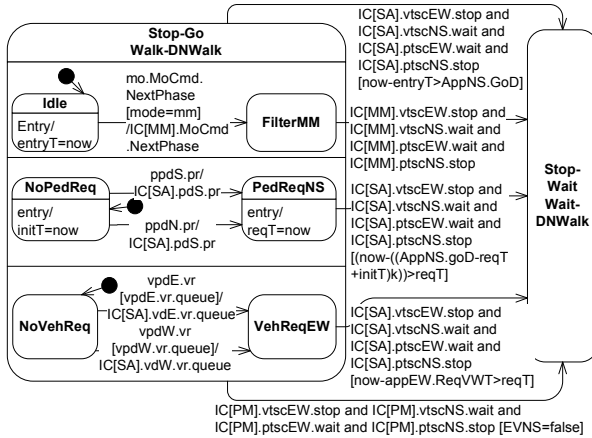 Stop-Go
Walk-DNWalk
IC[SA].vtscEW.stop and
IC[SA].vtscNS.wait and
IC[SA].ptscEW.wait and
IC[SA].ptscNS.stop
[now-entryT>AppNS.GoD]
Idle
Entry/
entryT=now
mo.MoCmd.
NextPhase
[mode=mm]
/IC[MM].MoCmd
.NextPhase
FilterMM
IC[MM].vtscEW.stop and
IC[MM].vtscNS.wait and
IC[MM].ptscEW.wait and
IC[MM].ptscNS.stop
NoPedReq
entry/
initT=now
ppdS.pr/
IC[SA].pdS.pr
ppdN.pr/
IC[SA].pdS.pr
PedReqNS
entry/
reqT=now
IC[SA].vtscEW.stop and
IC[SA].vtscNS.wait and
IC[SA].ptscEW.wait and
IC[SA].ptscNS.stop
[(now-((AppNS.goD-reqT
+initT)k))>reqT]
Stop-
Wait
Wait-
DNWalk
NoVehReq
vpdE.vr
[vpdE.vr.queue]/
IC[SA].vdE.vr.queue
vpdW.vr
[vpdW.vr.queue]/
IC[SA].vdW.vr.queue
VehReqEW
IC[SA].vtscEW.stop and
IC[SA].vtscNS.wait and
IC[SA].ptscEW.wait and
IC[SA].ptscNS.stop
[now-appEW.ReqVWT>reqT]
IC[PM].vtscEW.stop and IC[PM].vtscNS.wait and
IC[PM].ptscEW.wait and IC[PM].ptscNS.stop [EVNS=false]